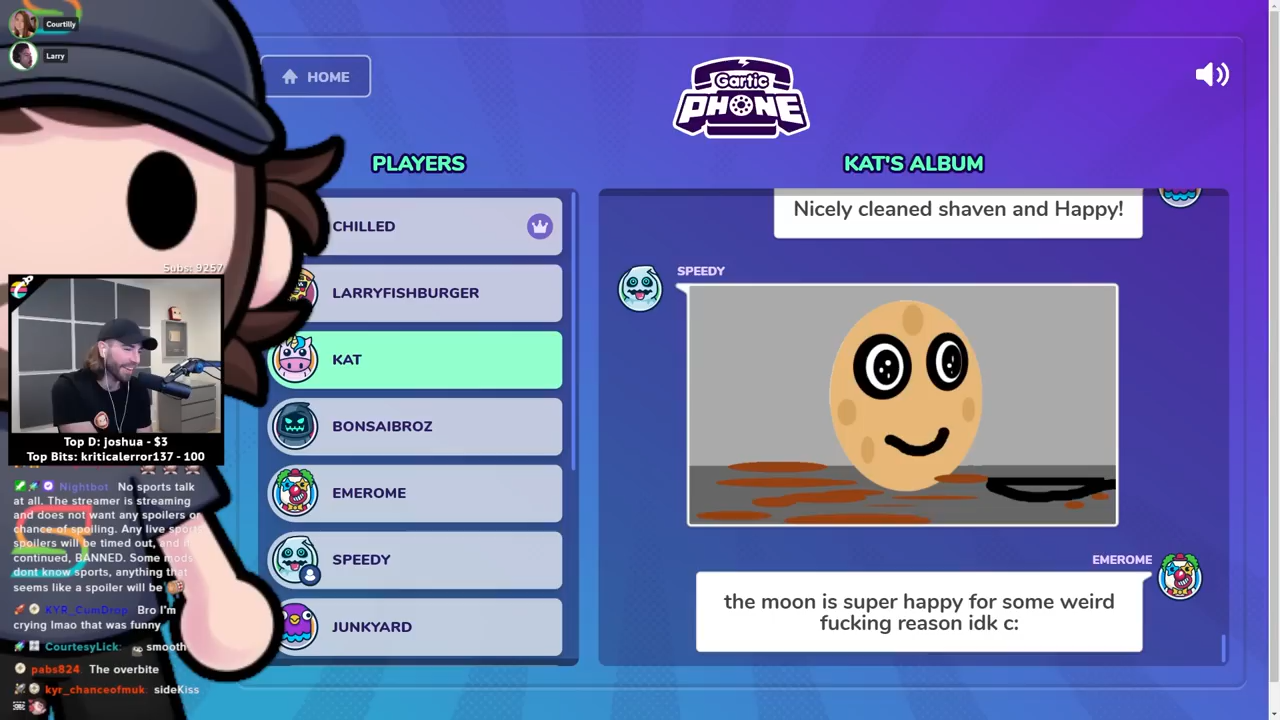 Courtilly
Larry
HOME
Gartic
PHONE
PLAYERS
KAT'S ALBUM
CHILLED
LARRYFISHBURGER
KAT
BONSAIBROZ
EMEROME
SPEEDY
JUNKYARD
Nicely cleaned shaven and Happy!
SPEEDY
EMEROME
the moon is super happy for some weird
fucking reason idk c:
Subs: 9257
Top D: joshua - $3
Top Bits: kriticalerror137 - 100
Nightbot: No sports talk
at all. The streamer is streaming
and does not want any spoilers or
chance of spoiling. Any live sports
spoilers will be timed out, and if
continued, BANNED. Some mods
dont know sports, anything that
seems like a spoiler will be
KYR_CumDrop: Bro I'm
crying lmao that was funny
CourtesyLick: smooth
pabs824: The overbite
kyr_chanceofmuk: sideKiss